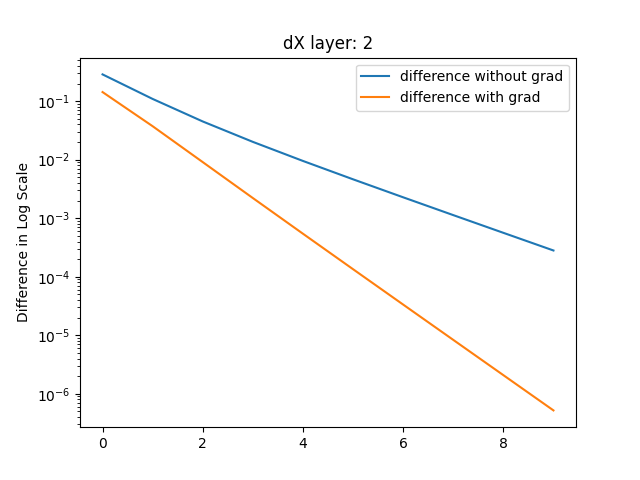 dX layer: 2
difference without grad
difference with grad
Difference in Log Scale
10⁻¹
10⁻²
10⁻³
10⁻⁴
10⁻⁵
10⁻⁶
0 2 4 6 8